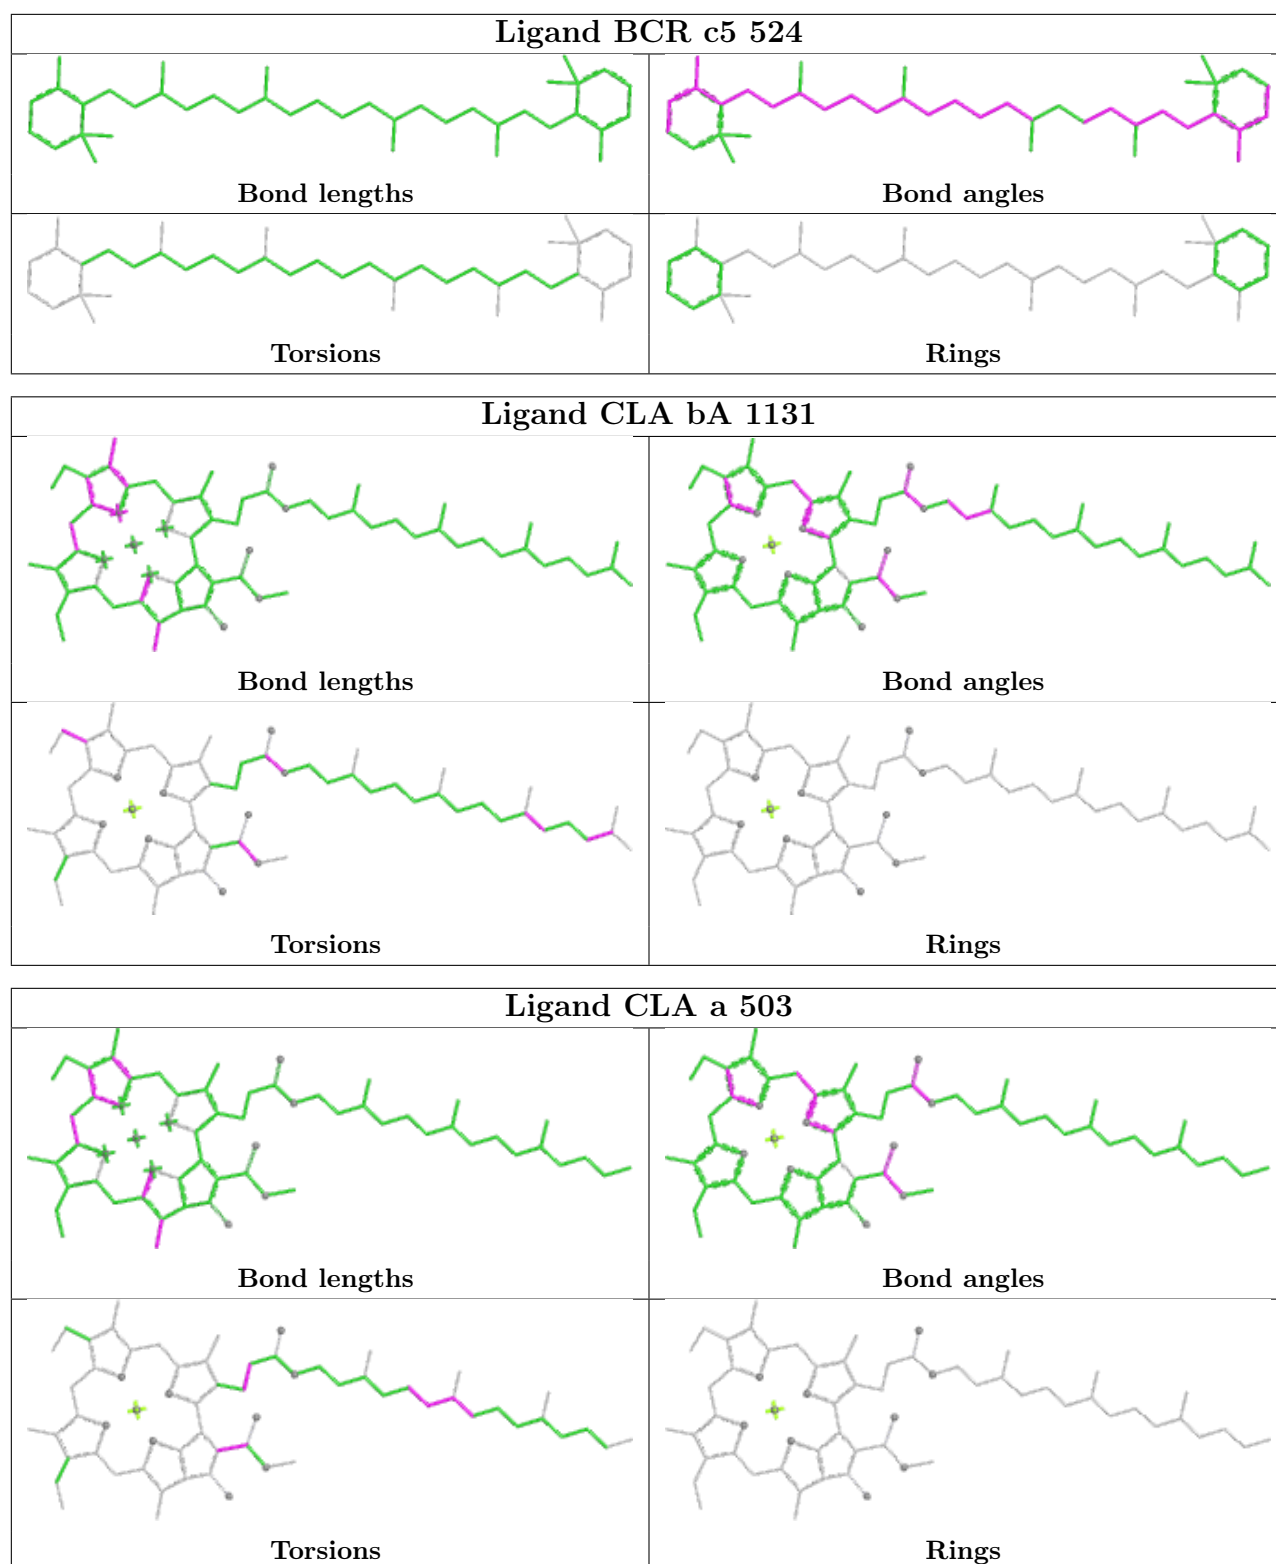 Ligand BCR c5 524
Bond lengths
Bond angles
Torsions
Rings
Ligand CLA bA 1131
Bond lengths
Bond angles
Torsions
Rings
Ligand CLA a 503
Bond lengths
Bond angles
Torsions
Rings